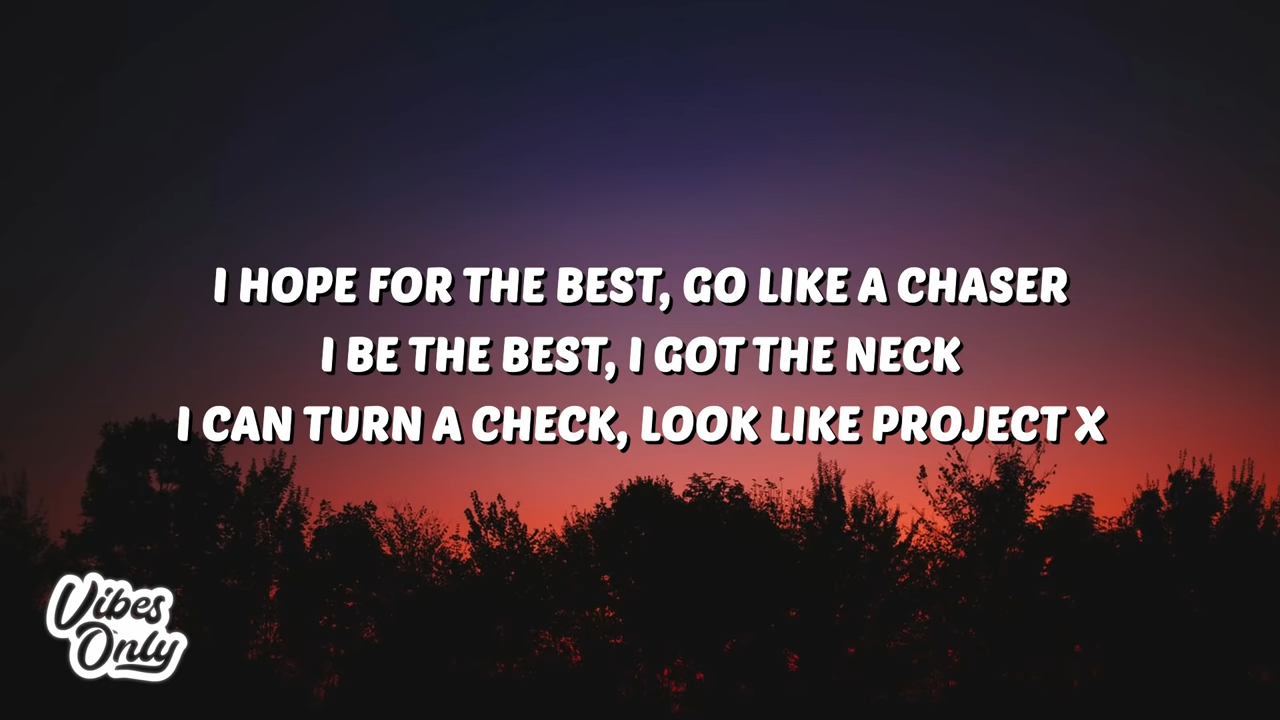 I HOPE FOR THE BEST, GO LIKE A CHASER
I BE THE BEST, I GOT THE NECK
I CAN TURN A CHECK, LOOK LIKE PROJECT X
Vibes
Only